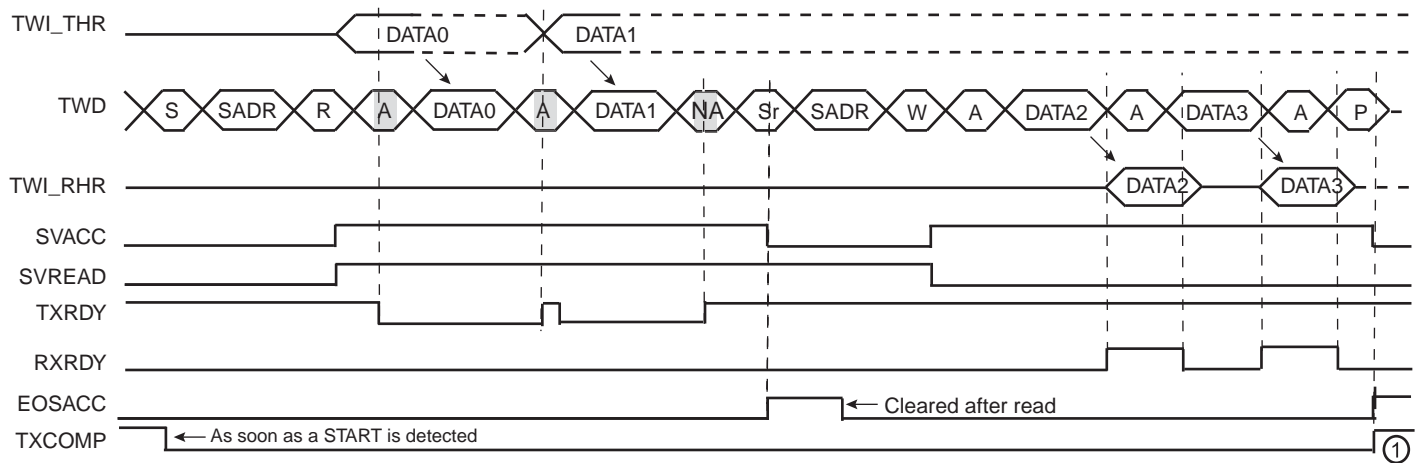 TWI_THR DATA0 DATA1
TWD S SADR R A DATA0 A DATA1 NA Sr SADR W A DATA2 A DATA3 A P
TWI_RHR DATA2 DATA3
SVACC
SVREAD
TXRDY
RXRDY
EOSACC Cleared after read
TXCOMP As soon as a START is detected 1